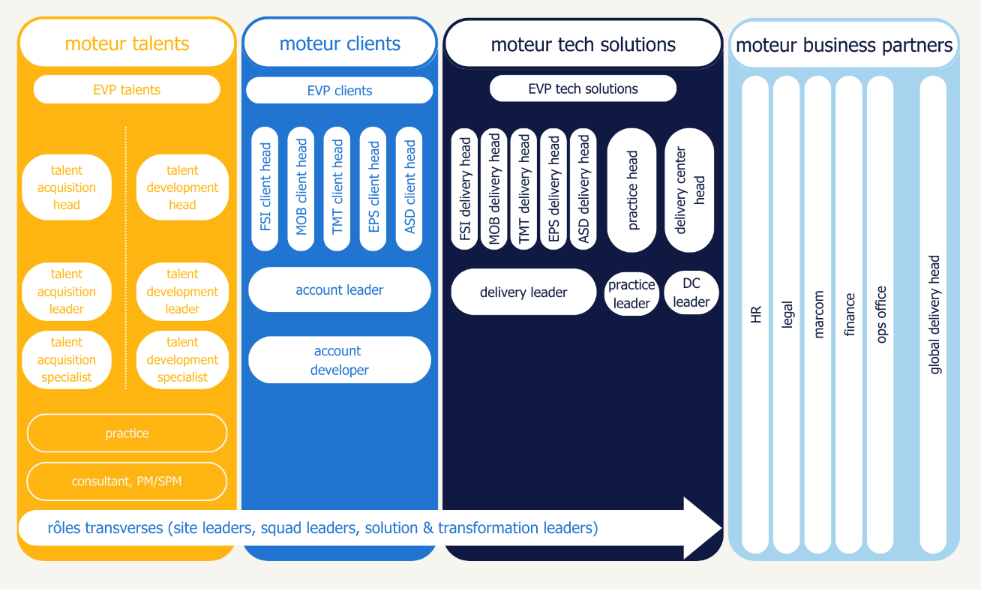 moteur talents
EVP talents
talent
acquisition
head
talent
development
head
talent
acquisition
leader
talent
development
leader
talent
acquisition
specialist
talent
development
specialist
practice
consultant, PM/SPM
moteur clients
EVP clients
FSI client head
MOB client head
TMT client head
EPS client head
ASD client head
account leader
account
developer
moteur tech solutions
EVP tech solutions
FSI delivery head
MOB delivery head
TMT delivery head
EPS delivery head
ASD delivery head
practice head
delivery center
head
delivery leader
practice
leader
DC
leader
moteur business partners
HR
legal
marcom
finance
ops office
global delivery head
rôles transverses (site leaders, squad leaders, solution & transformation leaders)